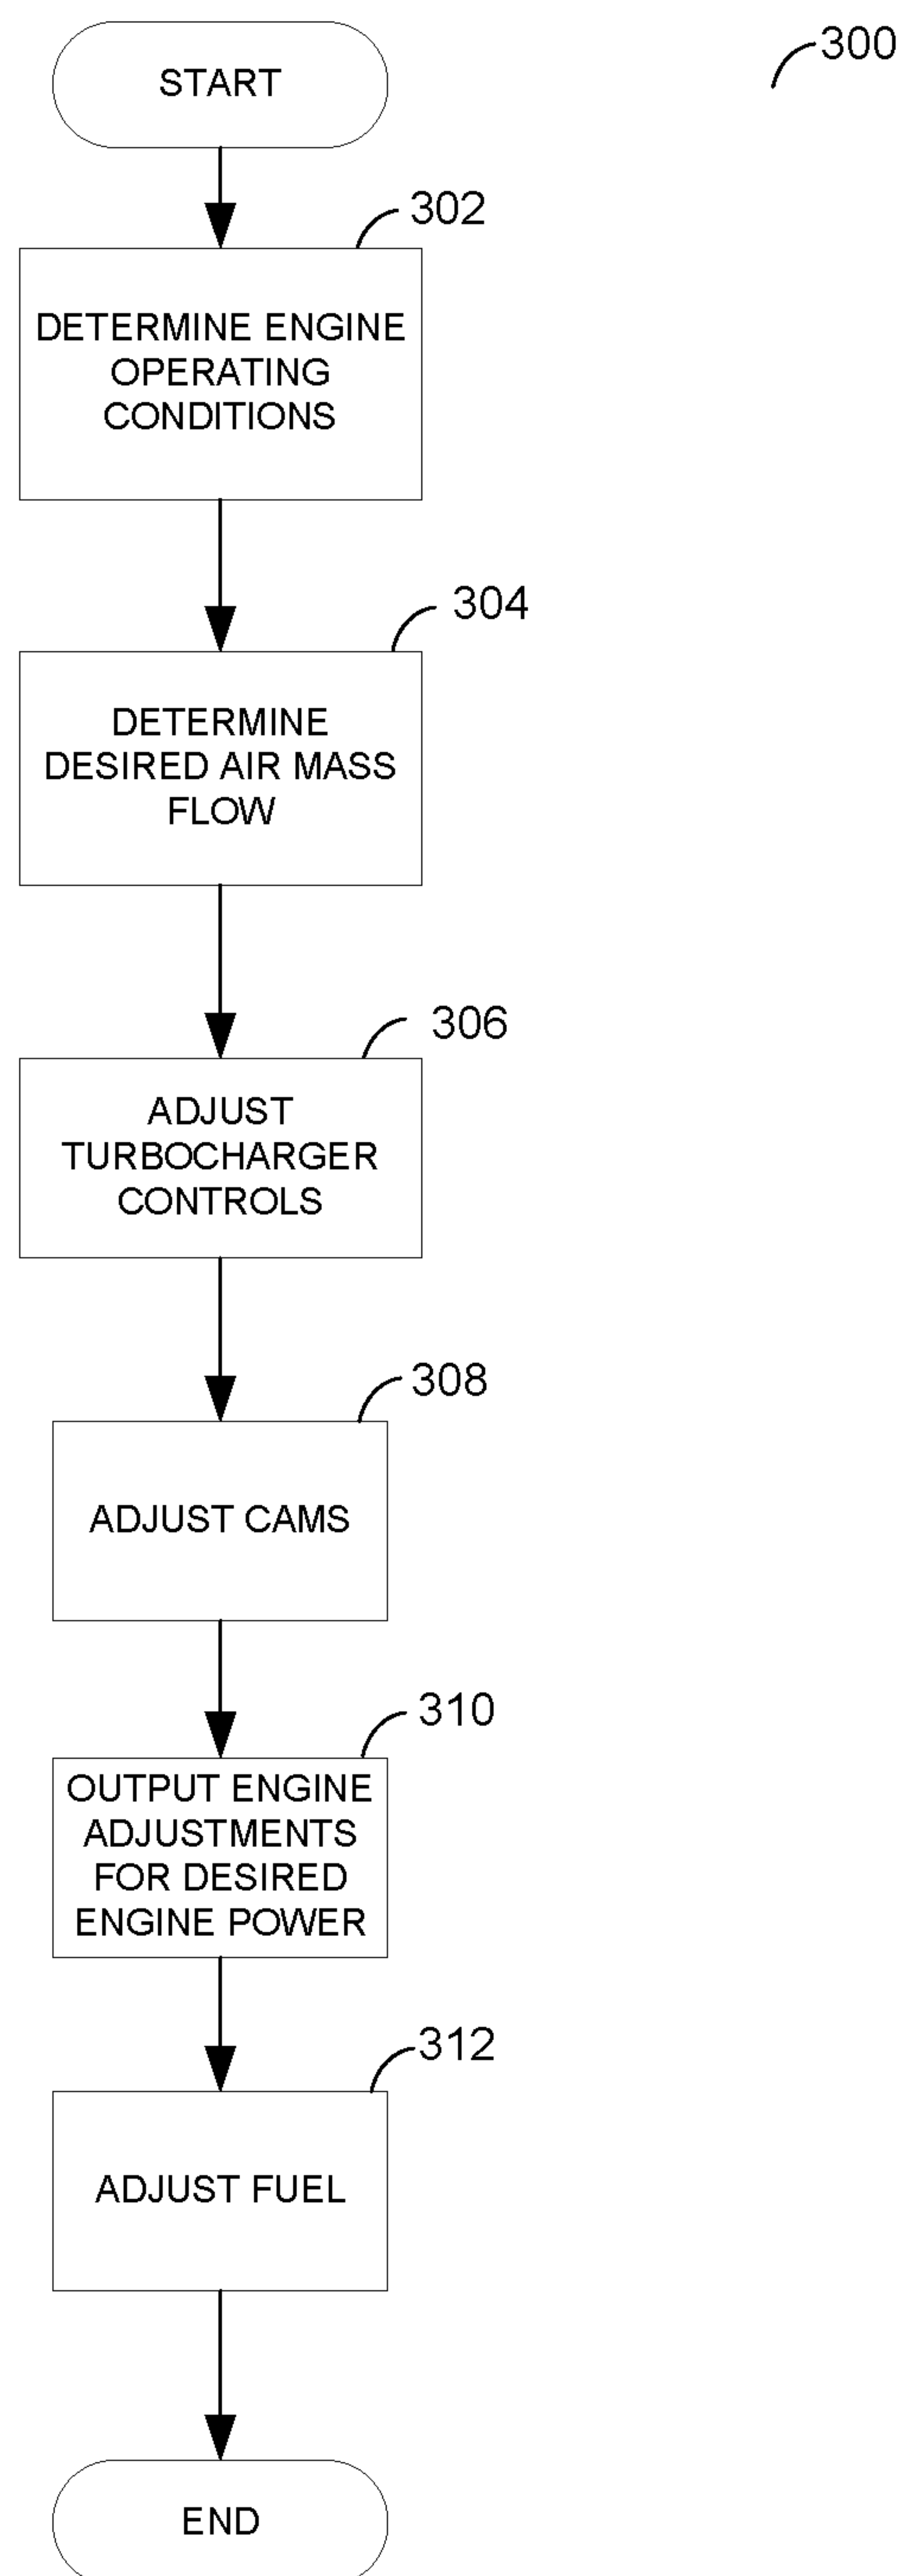 START
300
302
DETERMINE ENGINE
OPERATING
CONDITIONS
304
DETERMINE
DESIRED AIR MASS
FLOW
306
ADJUST
TURBOCHARGER
CONTROLS
308
ADJUST CAMS
310
OUTPUT ENGINE
ADJUSTMENTS
FOR DESIRED
ENGINE POWER
312
ADJUST FUEL
END